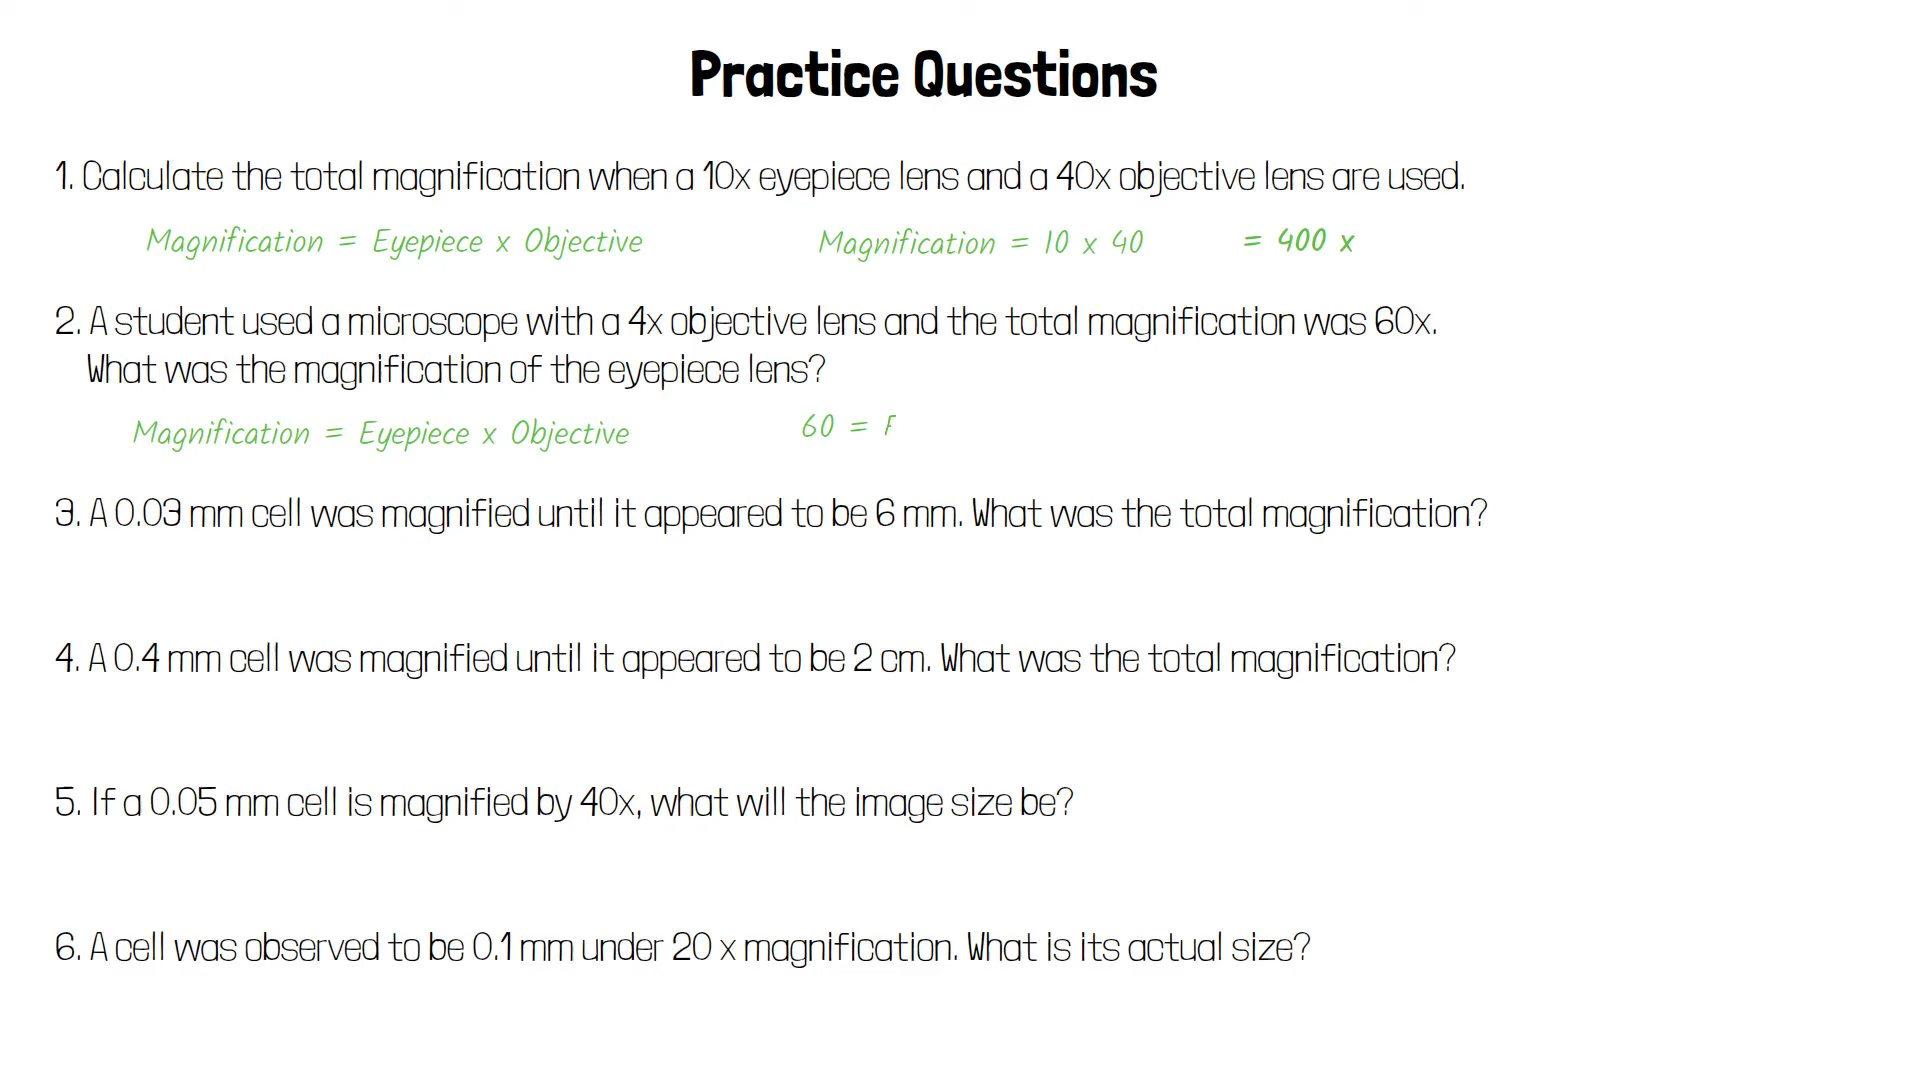 Practice Questions
1. Calculate the total magnification when a 10x eyepiece lens and a 40x objective lens are used.
Magnification = Eyepiece x Objective Magnification = 10 x 40 = 400 x
2. A student used a microscope with a 4x objective lens and the total magnification was 60x.
What was the magnification of the eyepiece lens?
Magnification = Eyepiece x Objective 60 =
3. A 0.03 mm cell was magnified until it appeared to be 6 mm. What was the total magnification?
4. A 0.4 mm cell was magnified until it appeared to be 2 cm. What was the total magnification?
5. If a 0.05 mm cell is magnified by 40x, what will the image size be?
6. A cell was observed to be 0.1 mm under 20 x magnification. What is its actual size?